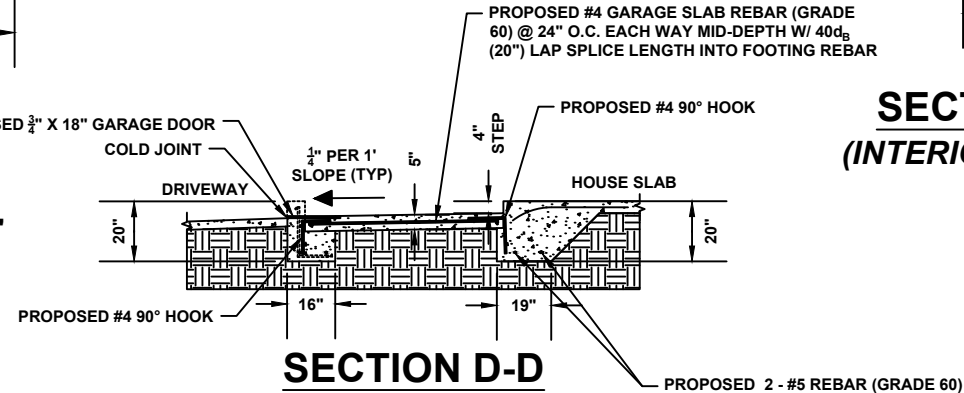 PROPOSED #4 GARAGE SLAB REBAR (GRADE
60) @ 24" O.C. EACH WAY MID-DEPTH W/ 40dB
(20") LAP SPLICE LENGTH INTO FOOTING REBAR
PROPOSED #4 90° HOOK
3/4" X 18" GARAGE DOOR
COLD JOINT
1/4" PER 1'
SLOPE (TYP)
5"
4"
STEP
DRIVEWAY
HOUSE SLAB
20"
20"
16"
19"
PROPOSED #4 90° HOOK
SECTION D-D
PROPOSED 2 - #5 REBAR (GRADE 60)